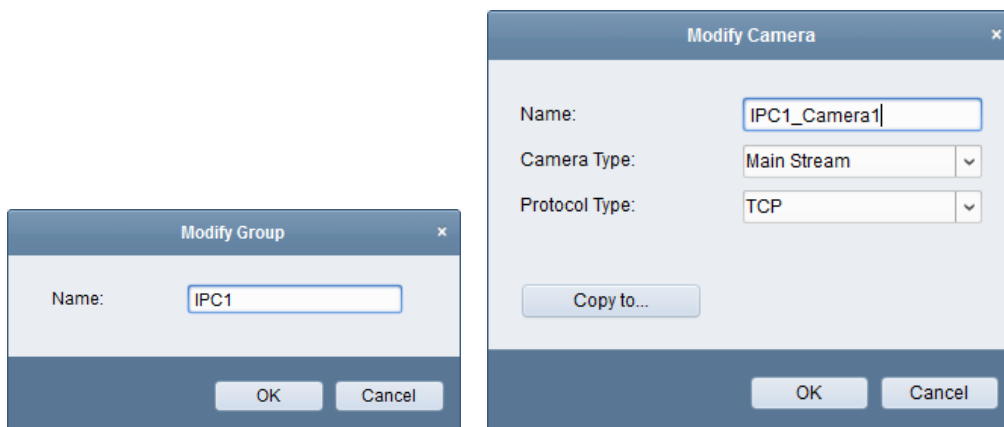 Modify Group
×
Name:
IPC1
OK
Cancel
Modify Camera
×
Name:
IPC1_Camera1
Camera Type:
Main Stream
Protocol Type:
TCP
Copy to...
OK
Cancel